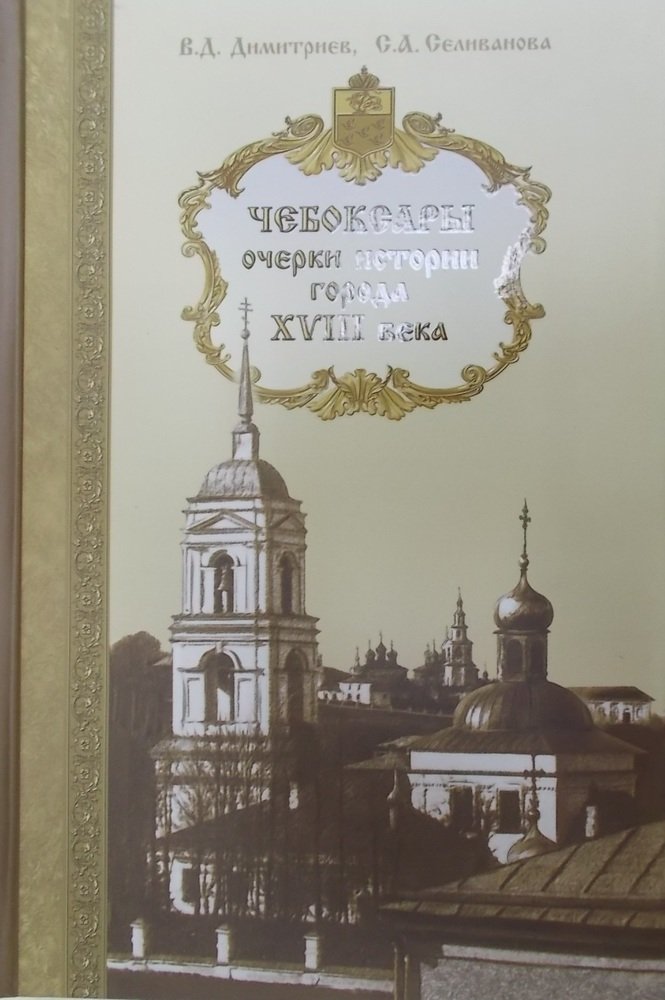 В.Д. Димитриев, С.А. Селиванова
ЧЕБОКСАРЫ
очерки истории
города
XVIII века